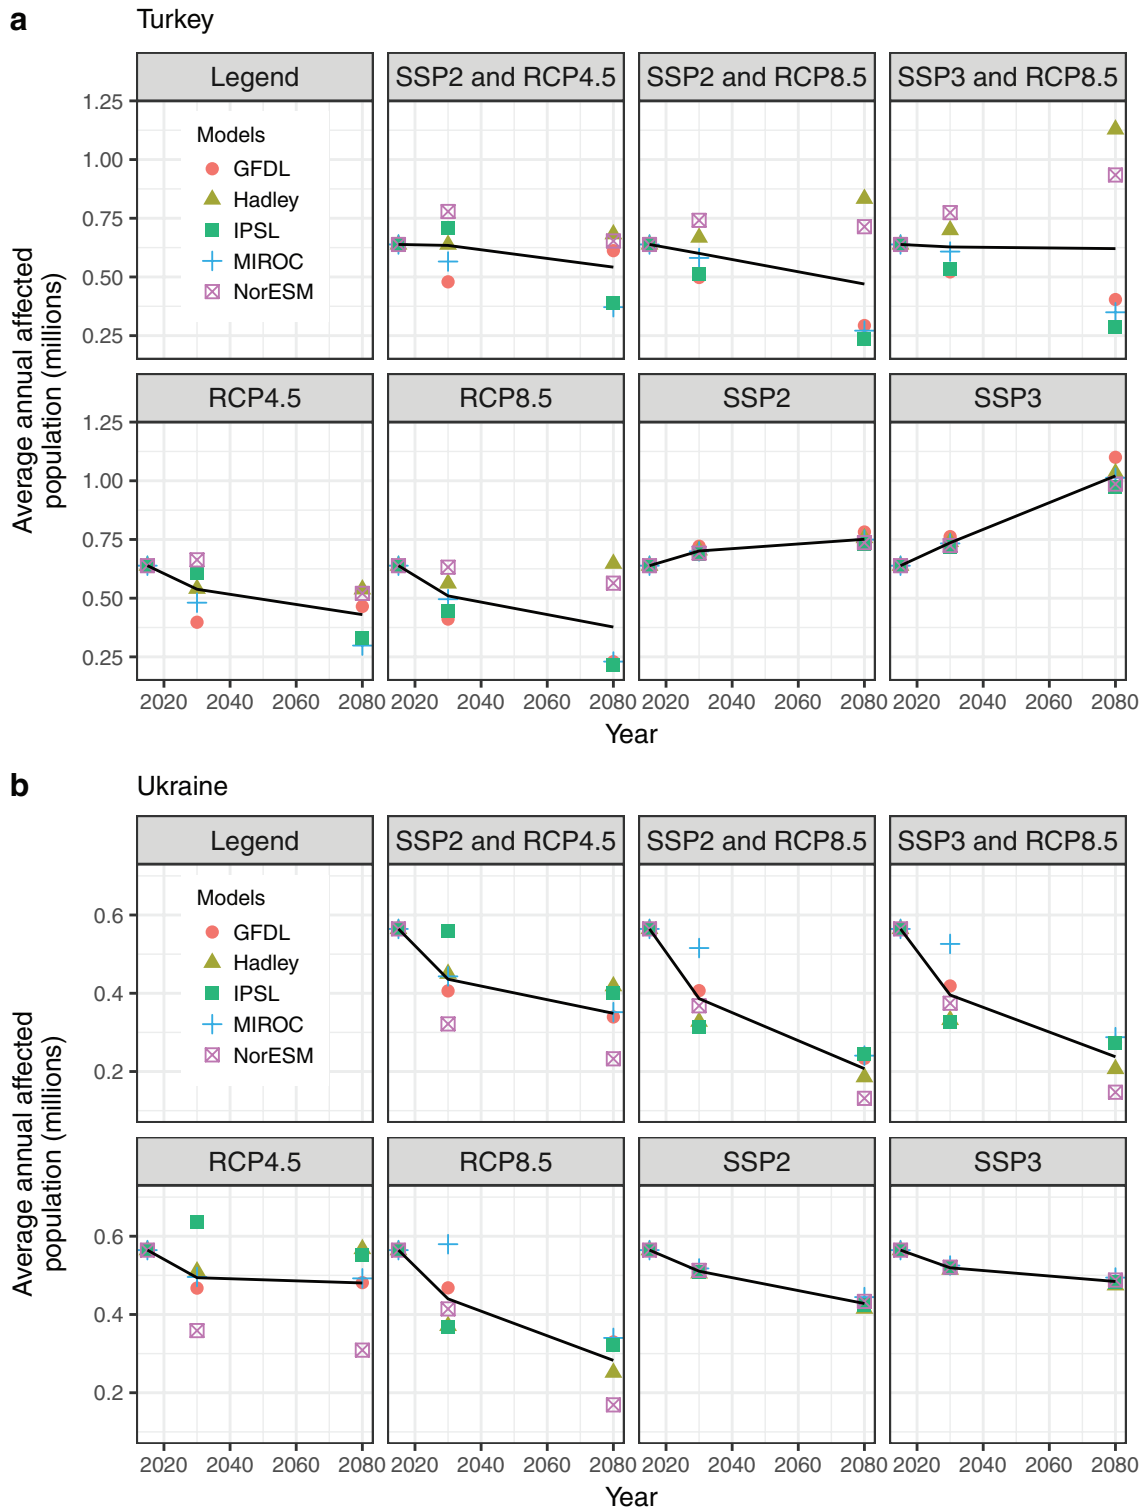 a
Turkey
Legend
SSP2 and RCP4.5
SSP2 and RCP8.5
SSP3 and RCP8.5
1.25
1.00
0.75
0.50
0.25
Models
GFDL
Hadley
IPSL
MIROC
NorESM
Average annual affected
population (millions)
RCP4.5
RCP8.5
SSP2
SSP3
1.25
1.00
0.75
0.50
0.25
2020 2040 2060 2080
2020 2040 2060 2080
2020 2040 2060 2080
2020 2040 2060 2080
Year
b
Ukraine
Legend
SSP2 and RCP4.5
SSP2 and RCP8.5
SSP3 and RCP8.5
0.6
0.4
0.2
Models
GFDL
Hadley
IPSL
MIROC
NorESM
Average annual affected
population (millions)
RCP4.5
RCP8.5
SSP2
SSP3
0.6
0.4
0.2
2020 2040 2060 2080
2020 2040 2060 2080
2020 2040 2060 2080
2020 2040 2060 2080
Year